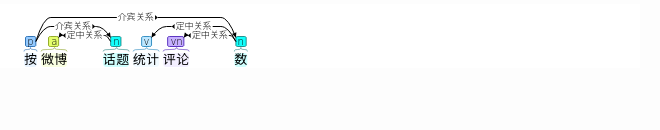 介宾关系
介宾关系 定中关系
定中关系 定中关系
p a n v vn n
按 微博 话题 统计 评论 数